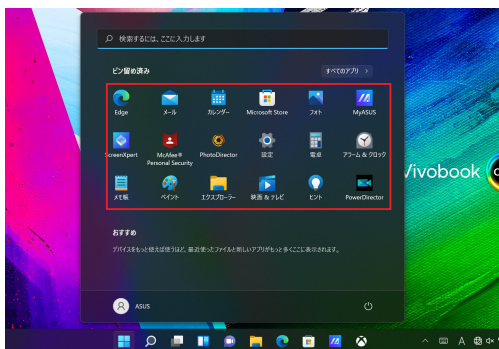 検索するには、ここに入力します
ピン留め済み
すべてのアプリ >
Edge
メール
カレンダー
Microsoft Store
フォト
MyASUS
ScreenXpert
McAfee®
Personal Security
PhotoDirector
設定
電卓
アラーム & クロック
メモ帳
ペイント
エクスプローラー
映画 & テレビ
ヒント
PowerDirector
Vivobook
おすすめ
デバイスをもっと使えば使うほど、最近使ったファイルと新しいアプリがもっと多くここに表示されます。
ASUS
A